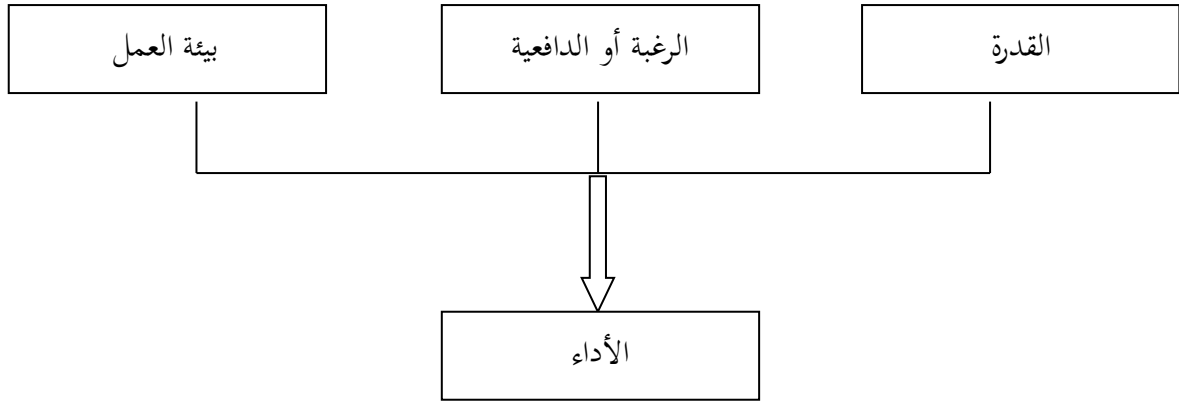 القدرة
الرغبة أو الدافعية
بيئة العمل
الأداء